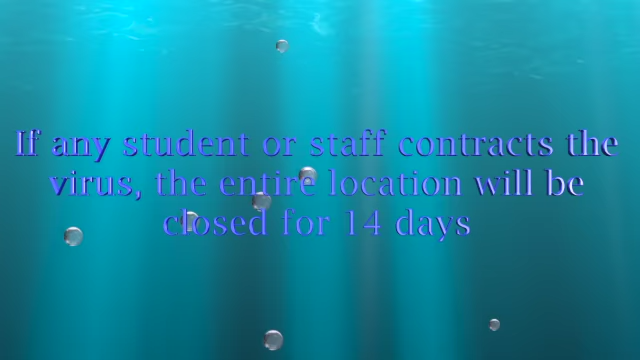 If any student or staff contracts the
virus, the entire location will be
closed for 14 days